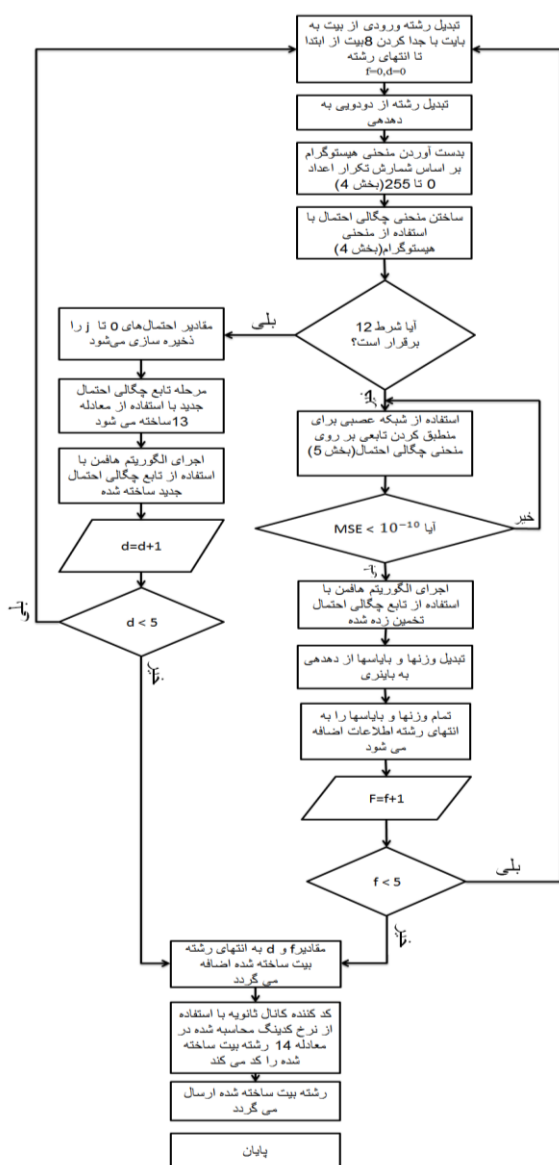 تبدیل رشته ورودی از بیت به
بایت با جدا کردن 8بیت از ابتدا
تا انتهای رشته
f=0,d=0
تبدیل رشته از دودویی به
دهدهی
بدست آوردن منحنی هیستوگرام
بر اساس شمارش تکرار اعداد
0 تا 255(بخش 4)
ساختن منحنی چگالی احتمال با
استفاده از منحنی
هیستوگرام(بخش 4)
آیا شرط 12
برقرار است؟
بلی
خیر
مقادیر احتمال‌های 0 تا j را
ذخیره سازی می‌شود
مرحله تابع چگالی احتمال
جدید با استفاده از معادله
13ساخته می شود
اجرای الگوریتم هافمن با
استفاده از تابع چگالی احتمال
جدید ساخته شده
d=d+1
d < 5
بلی
خیر
استفاده از شبکه عصبی برای
منطبق کردن تابعی بر روی
منحنی چگالی احتمال(بخش 5)
آیا MSE < 10⁻¹⁰
خیر
بلی
اجرای الگوریتم هافمن با
استفاده از تابع چگالی احتمال
تخمین زده شده
تبدیل وزنها و بایاسها از دهدهی
به باینری
تمام وزنها و بایاسها را به
انتهای رشته اطلاعات اضافه
می شود
F=f+1
f < 5
بلی
خیر
مقادیر f و d به انتهای رشته
بیت ساخته شده اضافه
می گردد
کد کننده کانال ثانویه با استفاده
از نرخ کدینگ محاسبه شده در
معادله 14 رشته بیت ساخته
شده را کد می کند
رشته بیت ساخته شده ارسال
می گردد
پایان